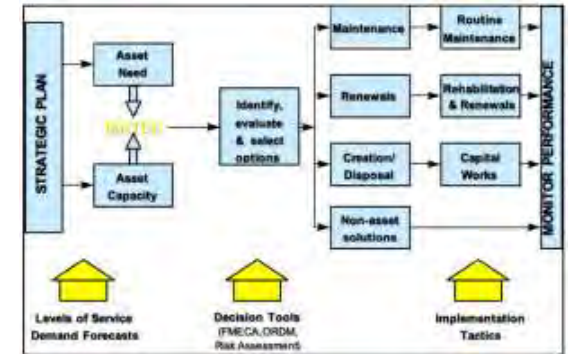 STRATEGIC PLAN
Asset
Need
Asset
Capacity
Identify,
evaluate
& select
options
Maintenance
Renewals
Creation/
Disposal
Non-asset
solutions
Routine
Maintenance
Rehabilitation
& Renewals
Capital
Works
MONITOR PERFORMANCE
Levels of Service
Demand Forecasts
Decision Tools
(FMECA,ORDM,
Risk Assessment)
Implementation
Tactics